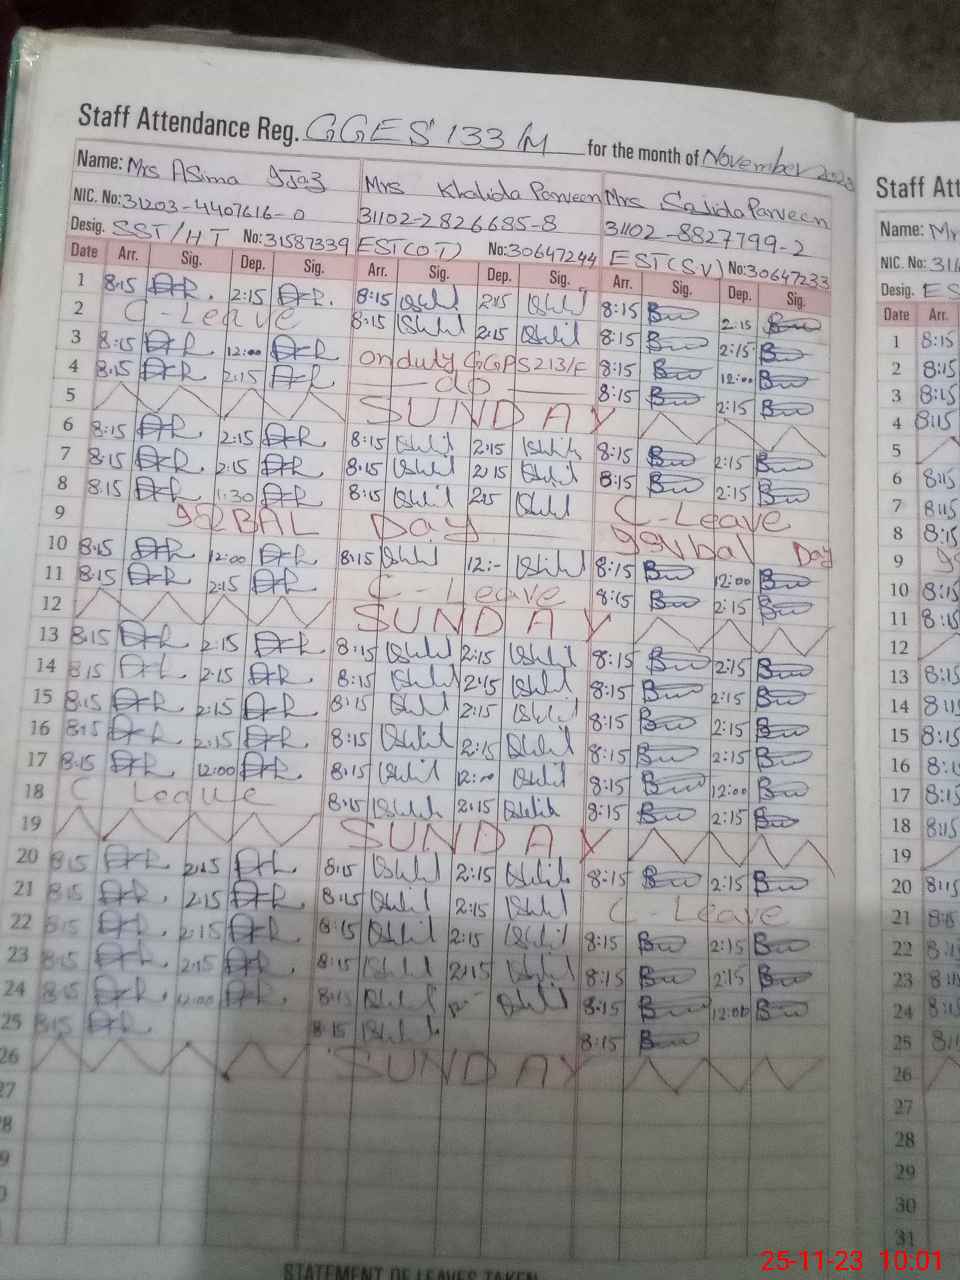 Staff Attendance Reg. GGES 133/M for the month of November 2023
Name: Mrs Asima Ijaz Mrs Khalida Parveen Mrs Sajida Parveen
NIC. No: 31203-4407616-0 31102-2826685-8 31102-8827799-2
Desig. SST/HT No: 31587339 EST(OT) No: 30647244 EST(SV) No: 30647233
Date Arr. Sig. Dep. Sig. Arr. Sig. Dep. Sig. Arr. Sig. Dep. Sig.
1 8:15 2:15 8:15 2:15 8:15 2:15
2 C-Leave 8:15 2:15 8:15 2:15
3 8:15 12:00 on duty GGPS 213/F 8:15 12:00
4 8:15 2:15 do 8:15 2:15
5 SUNDAY
6 8:15 2:15 8:15 2:15 8:15 2:15
7 8:15 2:15 8:15 2:15 8:15 2:15
8 8:15 1:30 8:15 2:15 C-Leave
9 IQBAL Day Iqbal Day
10 8:15 12:00 8:15 12:- 8:15 12:00
11 8:15 2:15 C-Leave 8:15 2:15
12 SUNDAY
13 8:15 2:15 8:15 2:15 8:15 2:15
14 8:15 2:15 8:15 2:15 8:15 2:15
15 8:15 2:15 8:15 2:15 8:15 2:15
16 8:15 2:15 8:15 2:15 8:15 2:15
17 8:15 12:00 8:15 12:00 8:15 12:00
18 C Leave 8:15 2:15 8:15 2:15
19 SUNDAY
20 8:15 2:15 8:15 2:15 8:15 2:15
21 8:15 2:15 8:15 2:15 C-Leave
22 8:15 2:15 8:15 2:15 8:15 2:15
23 8:15 2:15 8:15 2:15 8:15 2:15
24 8:15 12:00 8:15 12- 8:15 12:00
25 8:15 8:15 8:15
26 SUNDAY
27
8
9
STATEMENT OF LEAVES TAKEN
Staff Att
Name: Mr
NIC. No: 311
Desig. ES
Date Arr.
1 8:15
2 8:15
3 8:15
4 8:15
5
6 8:15
7 8:15
8 8:15
9
10 8:15
11 8:15
12
13 8:15
14 8:15
15 8:15
16 8:1
17 8:15
18 8:15
19
20 8:15
21 8:15
22 8:15
23 8:15
24 8:15
25 8:1
26
27
28
29
30
31
25-11-23 10:01